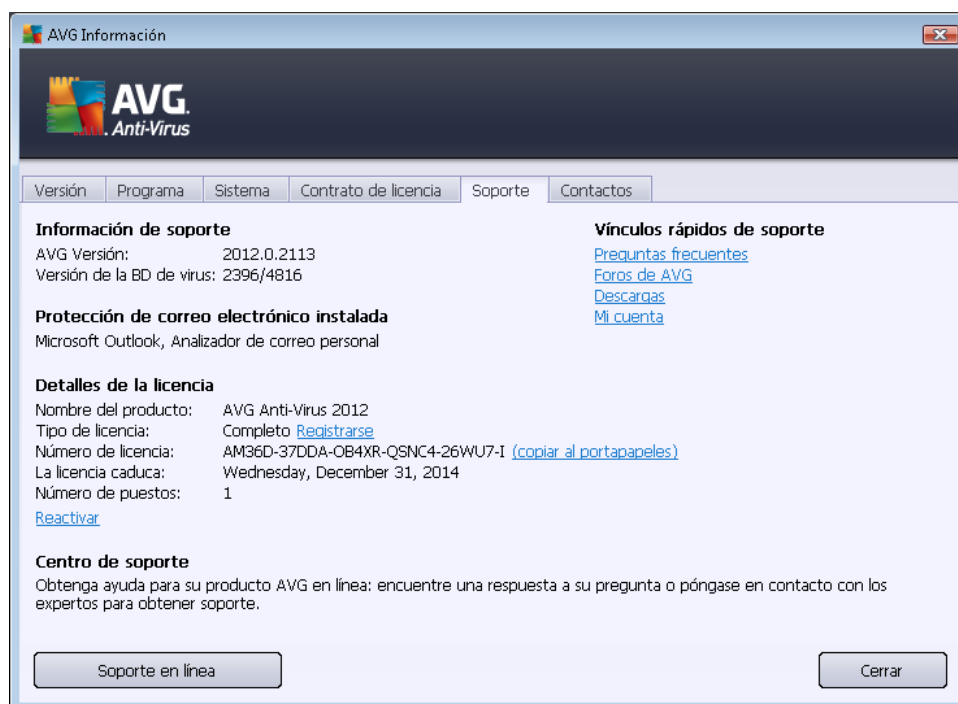 AVG Información
AVG.
Anti-Virus
Versión Programa Sistema Contrato de licencia Soporte Contactos
Información de soporte
AVG Versión: 2012.0.2113
Versión de la BD de virus: 2396/4816
Protección de correo electrónico instalada
Microsoft Outlook, Analizador de correo personal
Detalles de la licencia
Nombre del producto: AVG Anti-Virus 2012
Tipo de licencia: Completo Registrarse
Número de licencia: AM36D-37DDA-OB4XR-QSNC4-26WU7-I (copiar al portapapeles)
La licencia caduca: Wednesday, December 31, 2014
Número de puestos: 1
Reactivar
Centro de soporte
Obtenga ayuda para su producto AVG en línea: encuentre una respuesta a su pregunta o póngase en contacto con los
expertos para obtener soporte.
Vínculos rápidos de soporte
Preguntas frecuentes
Foros de AVG
Descargas
Mi cuenta
Soporte en línea
Cerrar